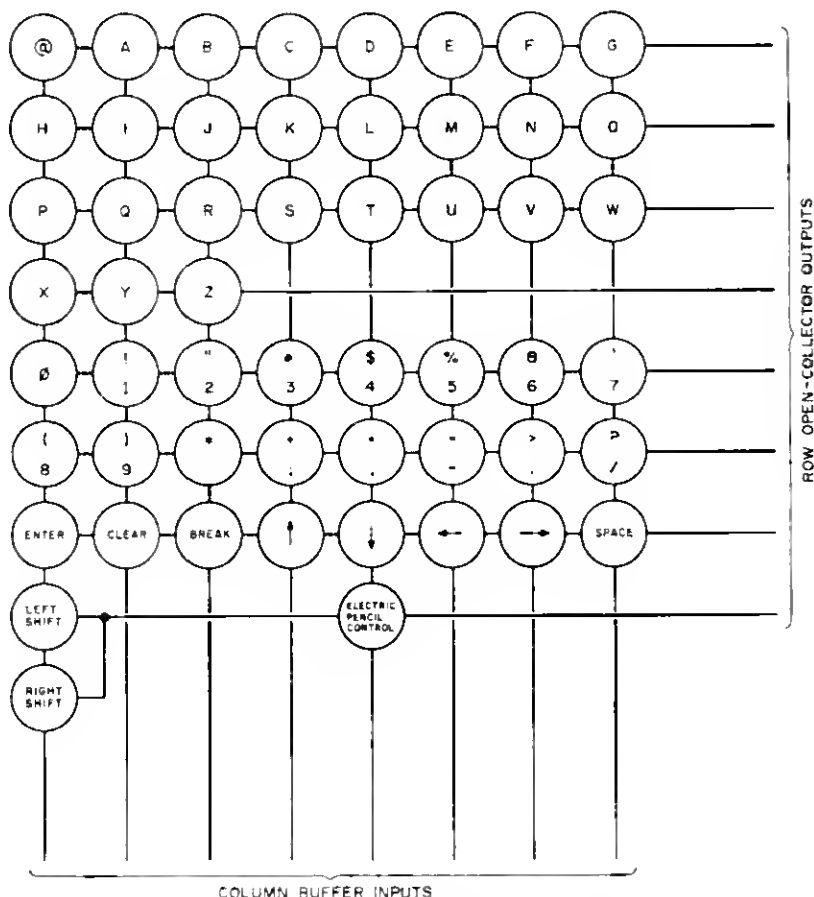 @ A B C D E F G
H I J K L M N O
P Q R S T U V W
X Y Z
! " $ % & '
Ø 1 2 3 4 5 6 7
( ) * + = > ?
8 9 ; - . /
ENTER CLEAR BREAK ↑ ↓ ← → SPACE
LEFT
SHIFT
ELECTRIC
PENCIL
CONTROL
RIGHT
SHIFT
ROW OPEN-COLLECTOR OUTPUTS
COLUMN BUFFER INPUTS